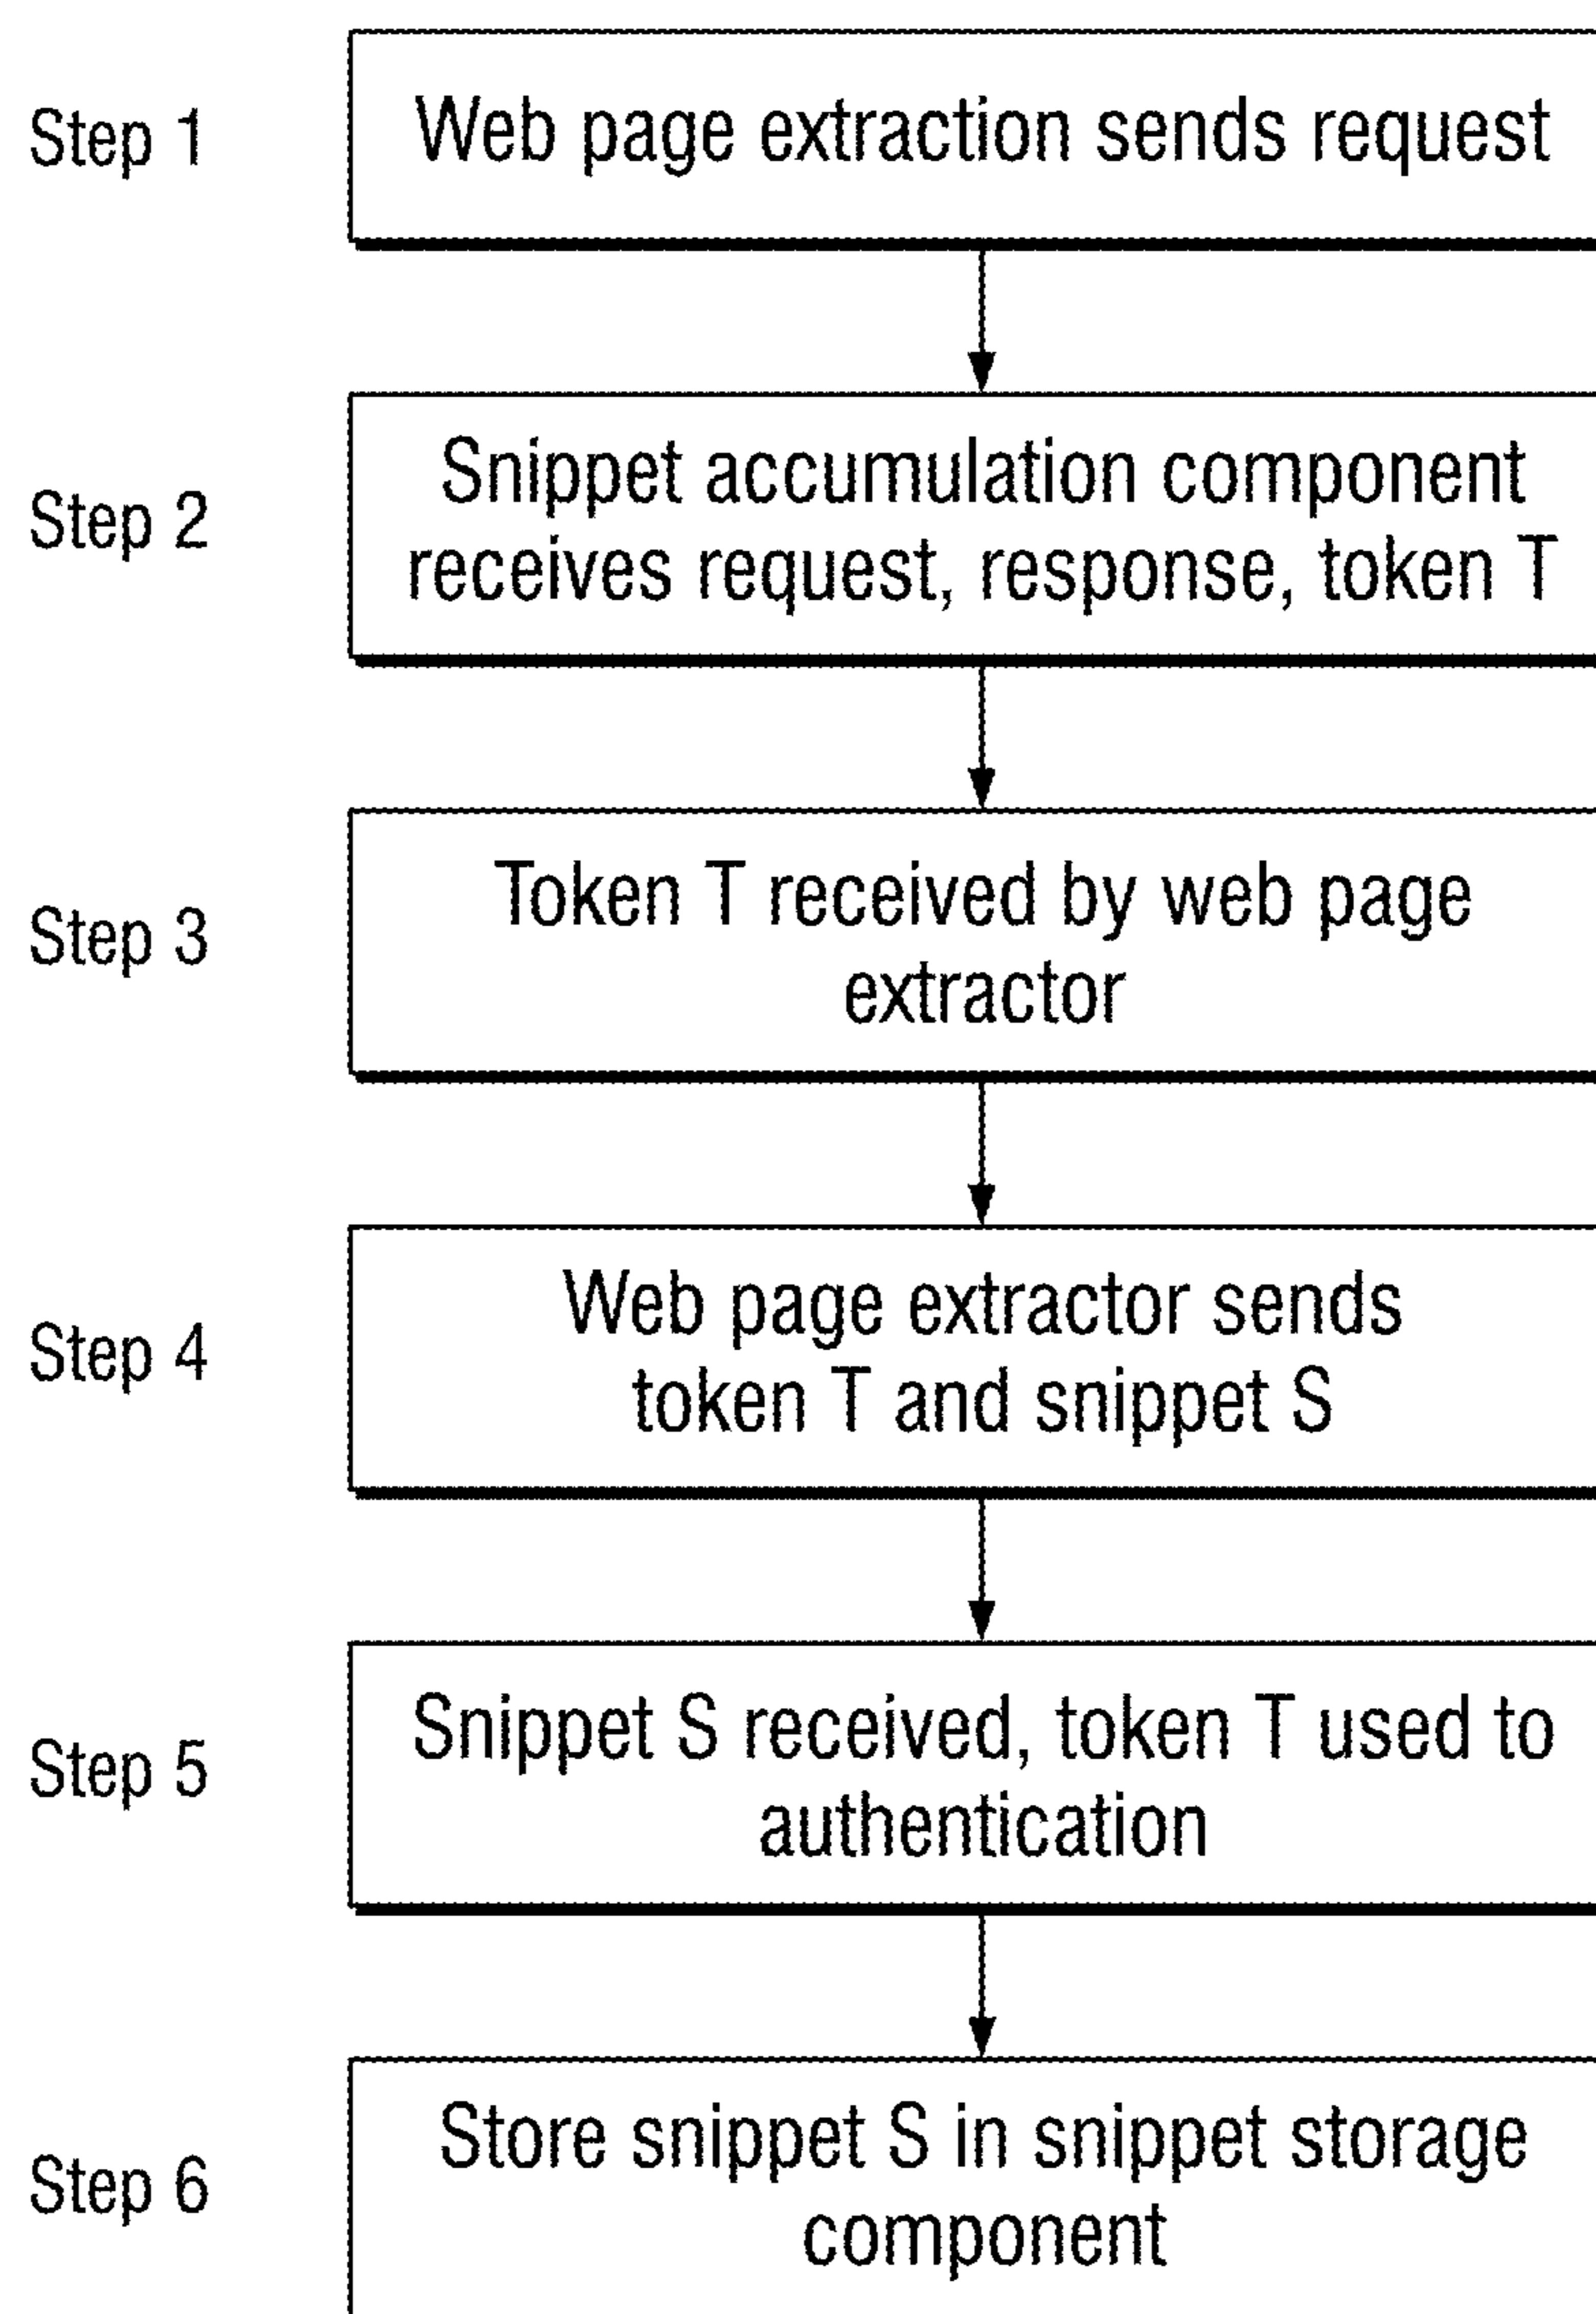 Step 1
Web page extraction sends request
Step 2
Snippet accumulation component
receives request, response, token T
Step 3
Token T received by web page
extractor
Step 4
Web page extractor sends
token T and snippet S
Step 5
Snippet S received, token T used to
authentication
Step 6
Store snippet S in snippet storage
component